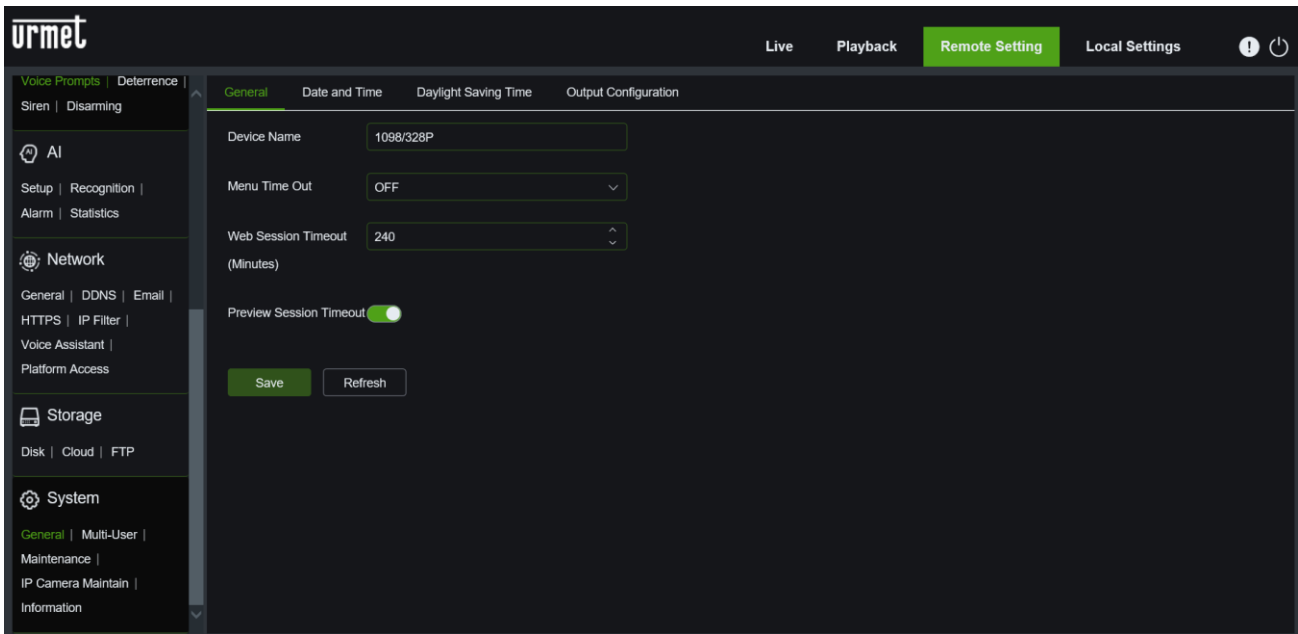 urmet
Live Playback Remote Setting Local Settings
Voice Prompts | Deterrence |
Siren | Disarming
AI
Setup | Recognition |
Alarm | Statistics
Network
General | DDNS | Email |
HTTPS | IP Filter |
Voice Assistant |
Platform Access
Storage
Disk | Cloud | FTP
System
General | Multi-User |
Maintenance |
IP Camera Maintain |
Information
General Date and Time Daylight Saving Time Output Configuration
Device Name 1098/328P
Menu Time Out OFF
Web Session Timeout 240
(Minutes)
Preview Session Timeout
Save Refresh